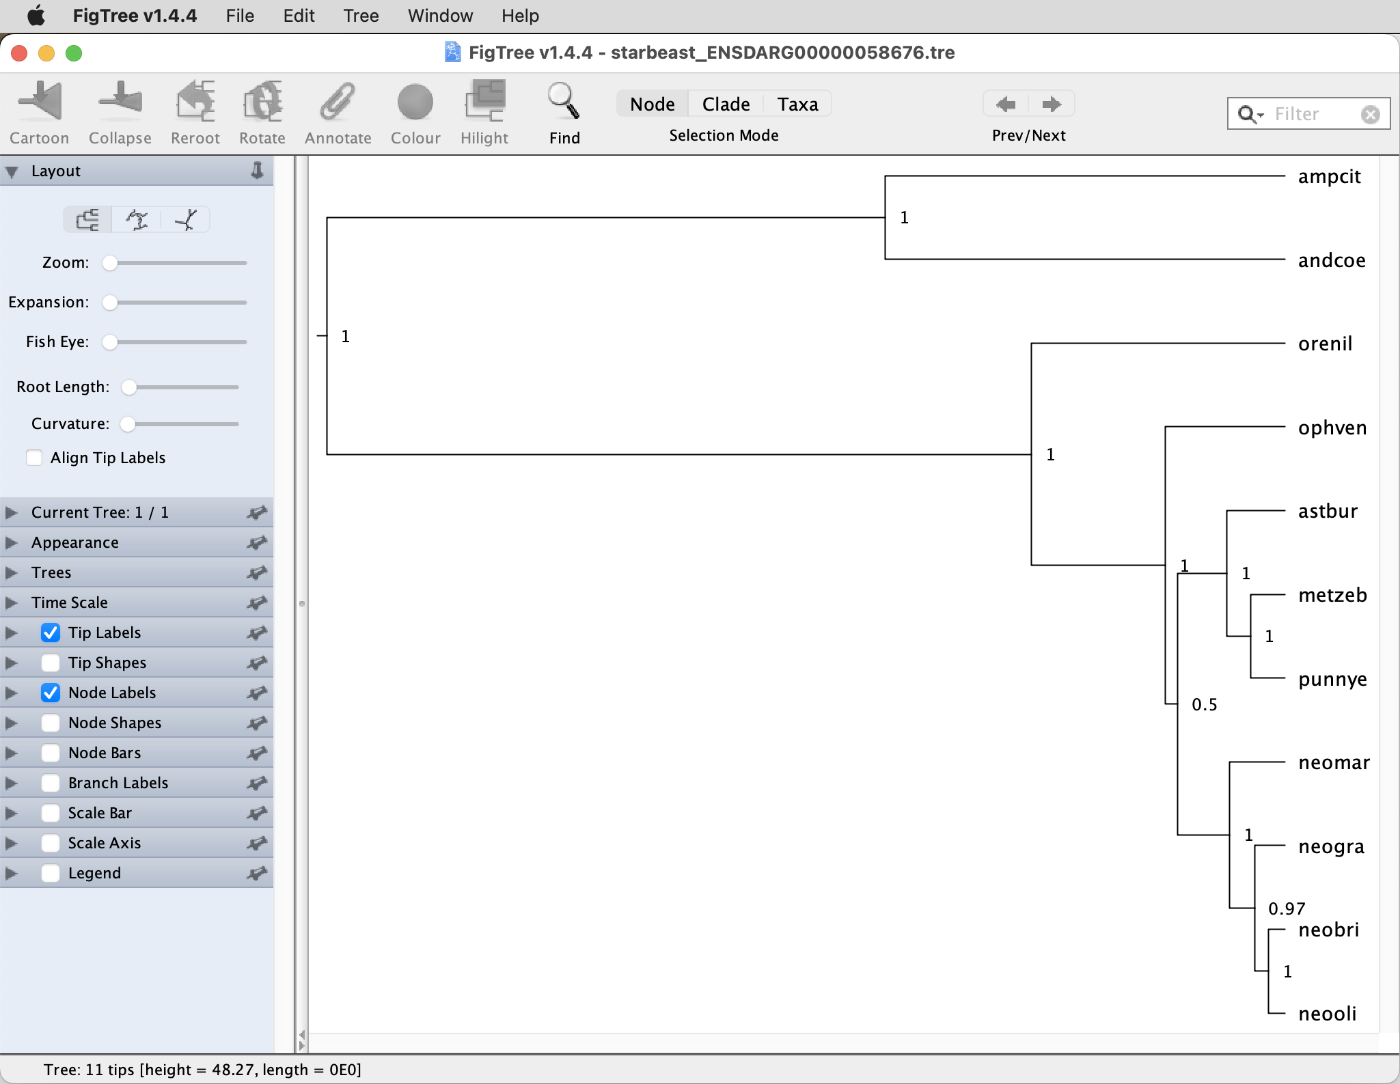 FigTree v1.4.4 File Edit Tree Window Help
FigTree v1.4.4 - starbeast_ENSDARG00000058676.tre
Cartoon Collapse Reroot Rotate Annotate Colour Hilight Find
Node Clade Taxa
Selection Mode
Prev/Next
Filter
Layout
Zoom:
Expansion:
Fish Eye:
Root Length:
Curvature:
Align Tip Labels
Current Tree: 1 / 1
Appearance
Trees
Time Scale
Tip Labels
Tip Shapes
Node Labels
Node Shapes
Node Bars
Branch Labels
Scale Bar
Scale Axis
Legend
ampcit
1
andcoe
1
orenil
ophven
1
astbur
1
1
metzeb
1
punnye
0.5
neomar
1
neogra
0.97
neobri
1
neooli
Tree: 11 tips [height = 48.27, length = 0E0]